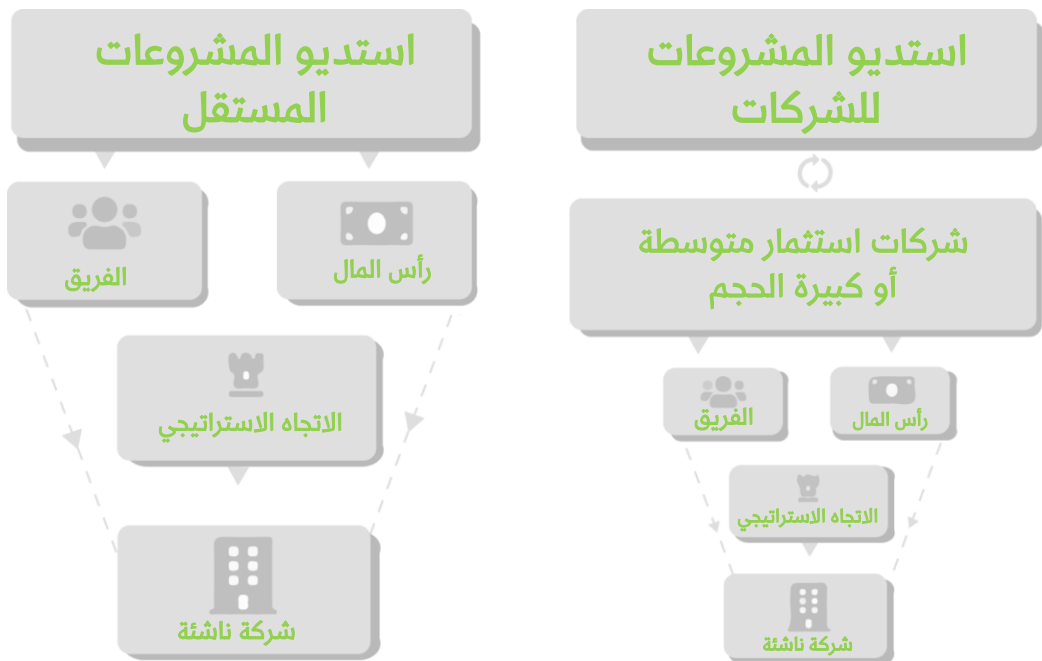 استديو المشروعات
للشركات
شركات استثمار متوسطة
أو كبيرة الحجم
رأس المال
الفريق
الاتجاه الاستراتيجي
شركة ناشئة
استديو المشروعات
المستقل
رأس المال
الفريق
الاتجاه الاستراتيجي
شركة ناشئة